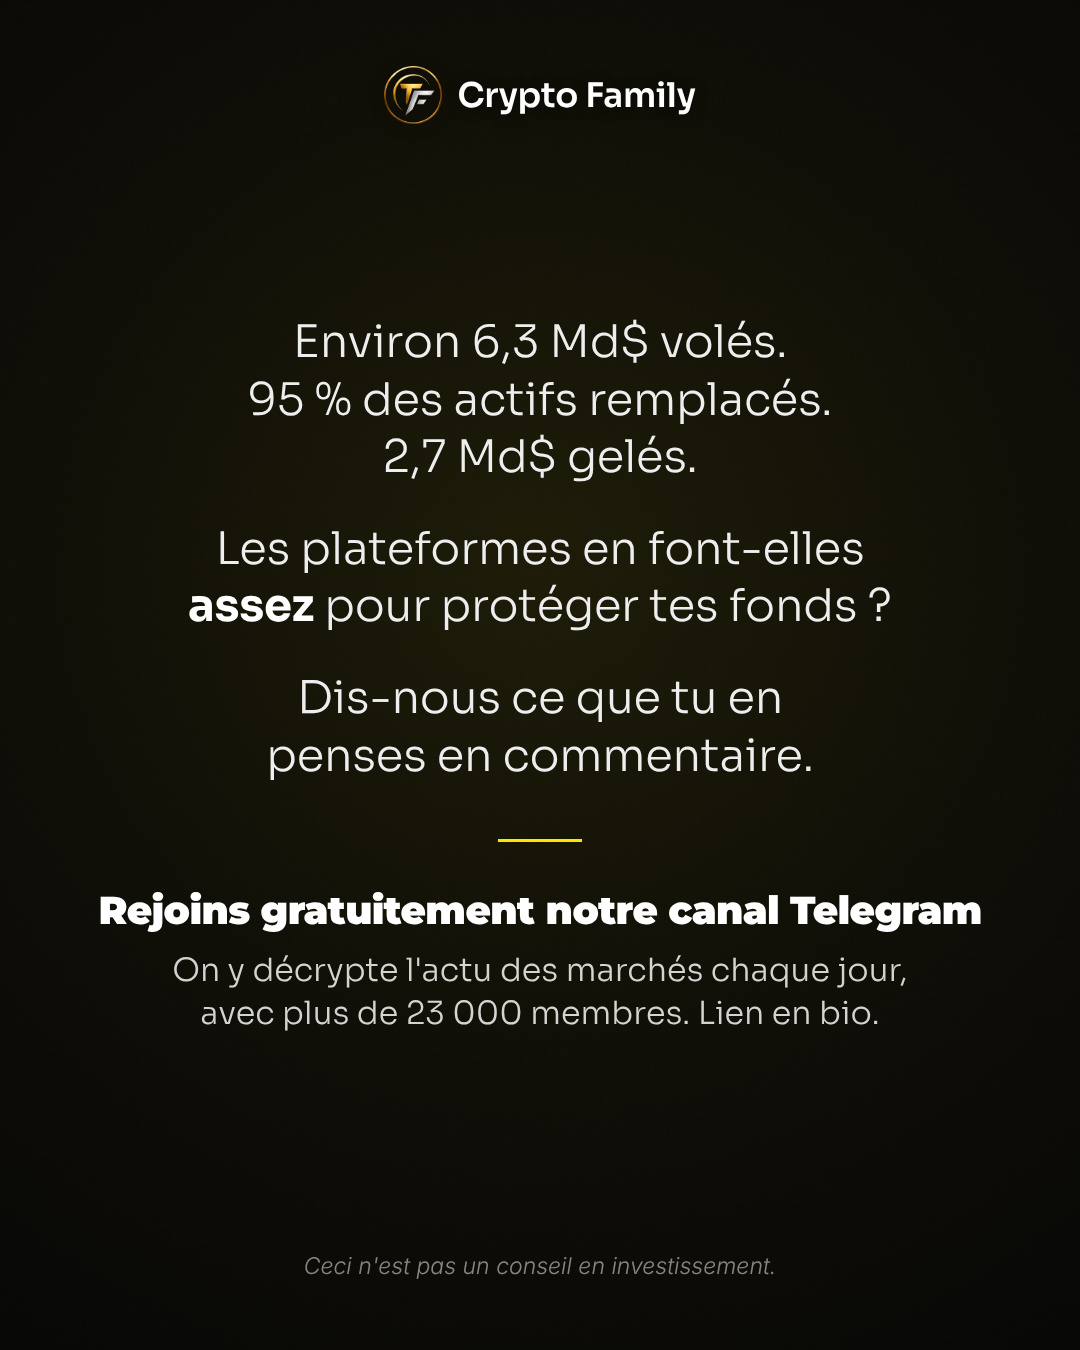 TF Crypto Family
Environ 6,3 Md$ volés.
95 % des actifs remplacés.
2,7 Md$ gelés.
Les plateformes en font-elles
assez pour protéger tes fonds ?
Dis-nous ce que tu en
penses en commentaire.
Rejoins gratuitement notre canal Telegram
On y décrypte l'actu des marchés chaque jour,
avec plus de 23 000 membres. Lien en bio.
Ceci n'est pas un conseil en investissement.